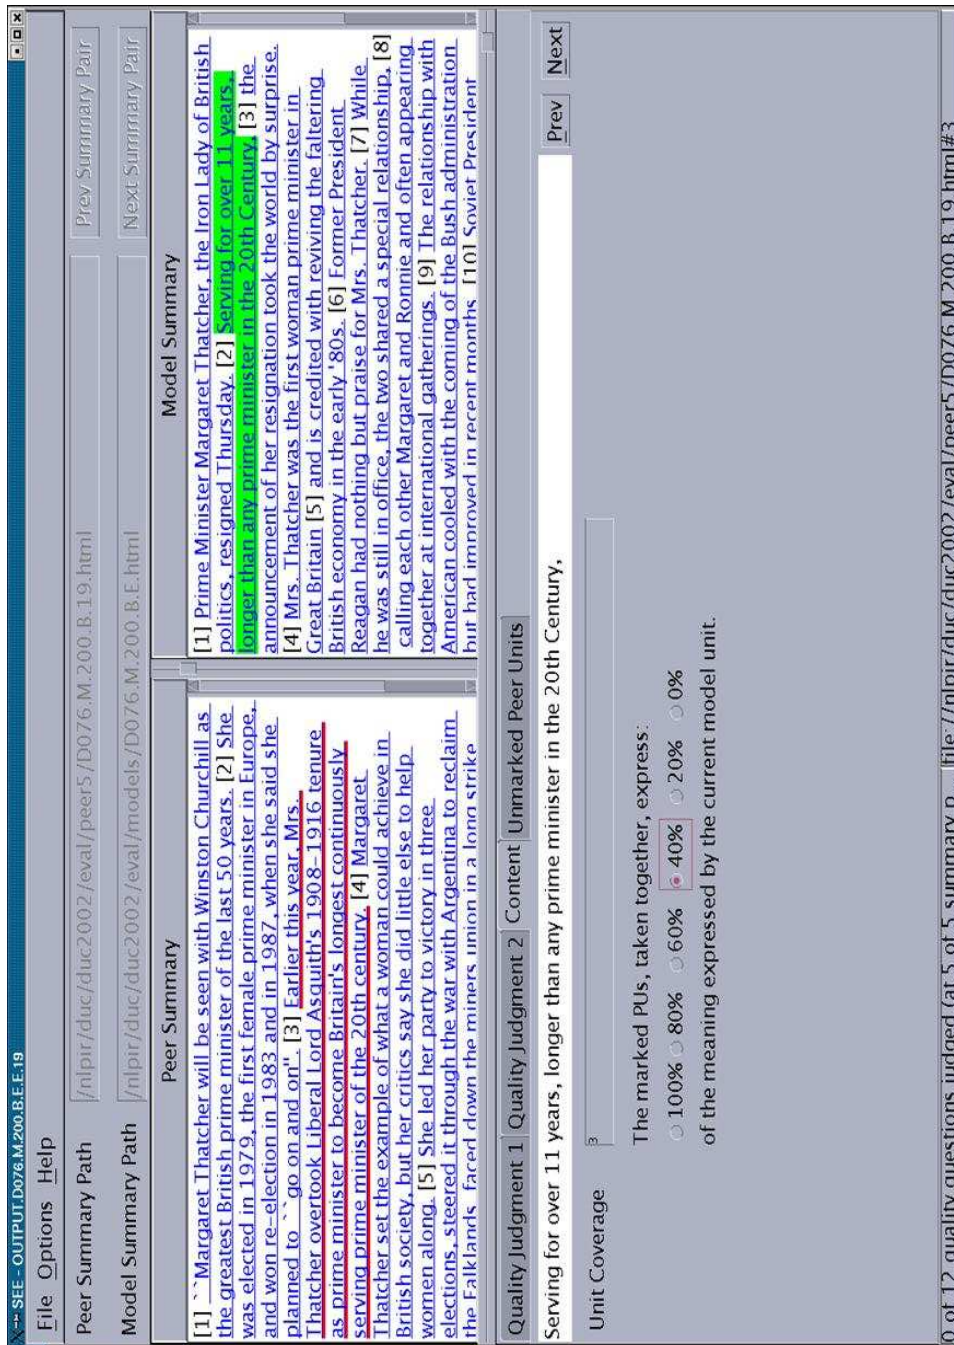 SEE - OUTPUT.D076.M.200.B.E.E.19
File Options Help
Peer Summary Path
/nlpir/duc/duc2002/eval/peer5/D076.M.200.B.19.html
Prev Summary Pair
Model Summary Path
/nlpir/duc/duc2002/eval/models/D076.M.200.B.E.html
Next Summary Pair
Peer Summary
[1] ``Margaret Thatcher will be seen with Winston Churchill as
the greatest British prime minister of the last 50 years. [2] She
was elected in 1979, the first female prime minister in Europe,
and won re-election in 1983 and in 1987, when she said she
planned to ``go on and on''. [3] Earlier this year, Mrs.
Thatcher overtook Liberal Lord Asquith's 1908-1916 tenure
as prime minister to become Britain's longest continuously
serving prime minister of the 20th century. [4] Margaret
Thatcher set the example of what a woman could achieve in
British society, but her critics say she did little else to help
women along. [5] She led her party to victory in three
elections, steered it through the war with Argentina to reclaim
the Falklands, faced down the miners union in a long strike
Model Summary
[1] Prime Minister Margaret Thatcher, the Iron Lady of British
politics, resigned Thursday. [2] Serving for over 11 years,
longer than any prime minister in the 20th Century, [3] the
announcement of her resignation took the world by surprise.
[4] Mrs. Thatcher was the first woman prime minister in
Great Britain [5] and is credited with reviving the faltering
British economy in the early '80s. [6] Former President
Reagan had nothing but praise for Mrs. Thatcher. [7] While
he was still in office, the two shared a special relationship, [8]
calling each other Margaret and Ronnie and often appearing
together at international gatherings. [9] The relationship with
American cooled with the coming of the Bush administration
but had improved in recent months. [10] Soviet President
Quality Judgment 1 Quality Judgment 2 Content Unmarked Peer Units
Serving for over 11 years, longer than any prime minister in the 20th Century,
Prev Next
Unit Coverage
3
The marked PUs, taken together, express:
100% 80% 60% 40% 20% 0%
of the meaning expressed by the current model unit.
0 of 12 quality questions judged (at 5 of 5 summary p
file://nlpir/duc/duc2002/eval/peer5/D076.M.200.B.19.html#3